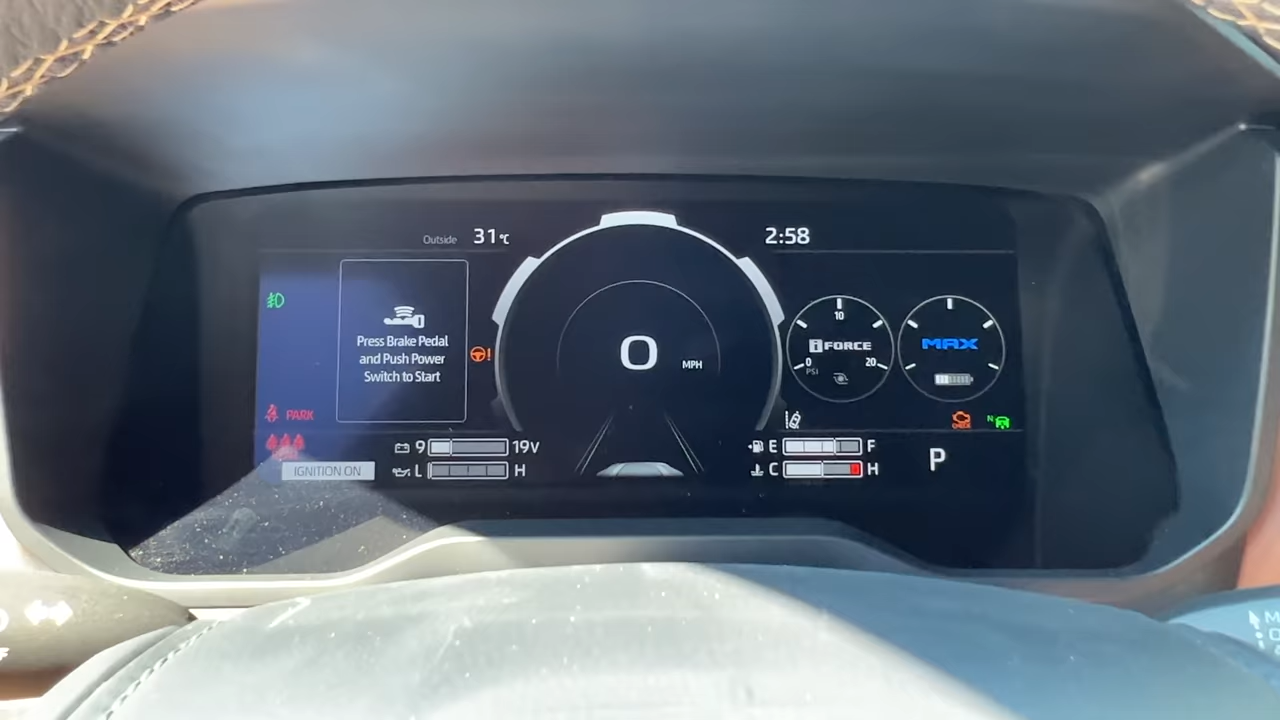 Outside 31°C
2:58
Press Brake Pedal
and Push Power
Switch to Start
0 MPH
10
i FORCE
0 20
PSI
MAX
PARK
CHECK
N
9 19V
E F
IGNITION ON
L H
C H
P